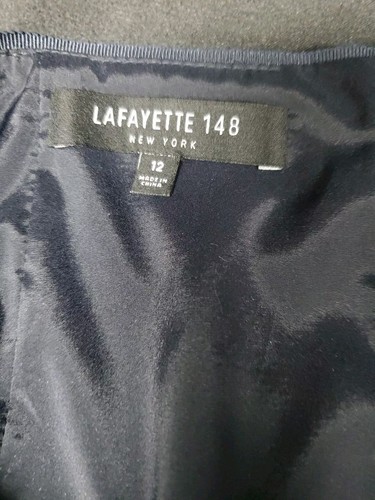 LAFAYETTE 148
NEW YORK
12
MADE IN
CHINA